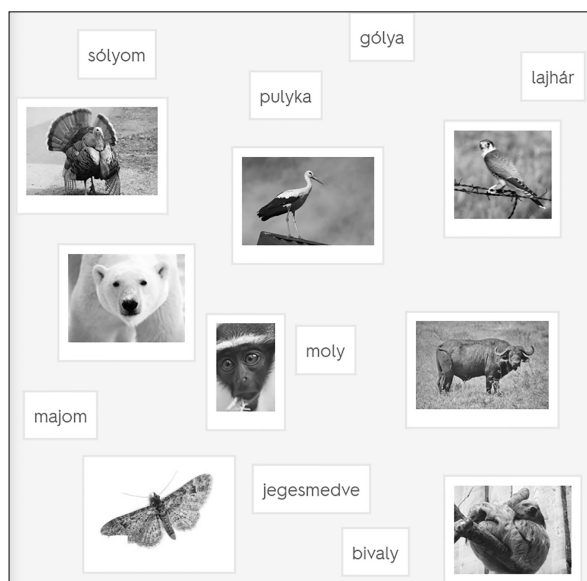 gólya
sólyom
lajhár
pulyka
moly
majom
jegesmedve
bivaly